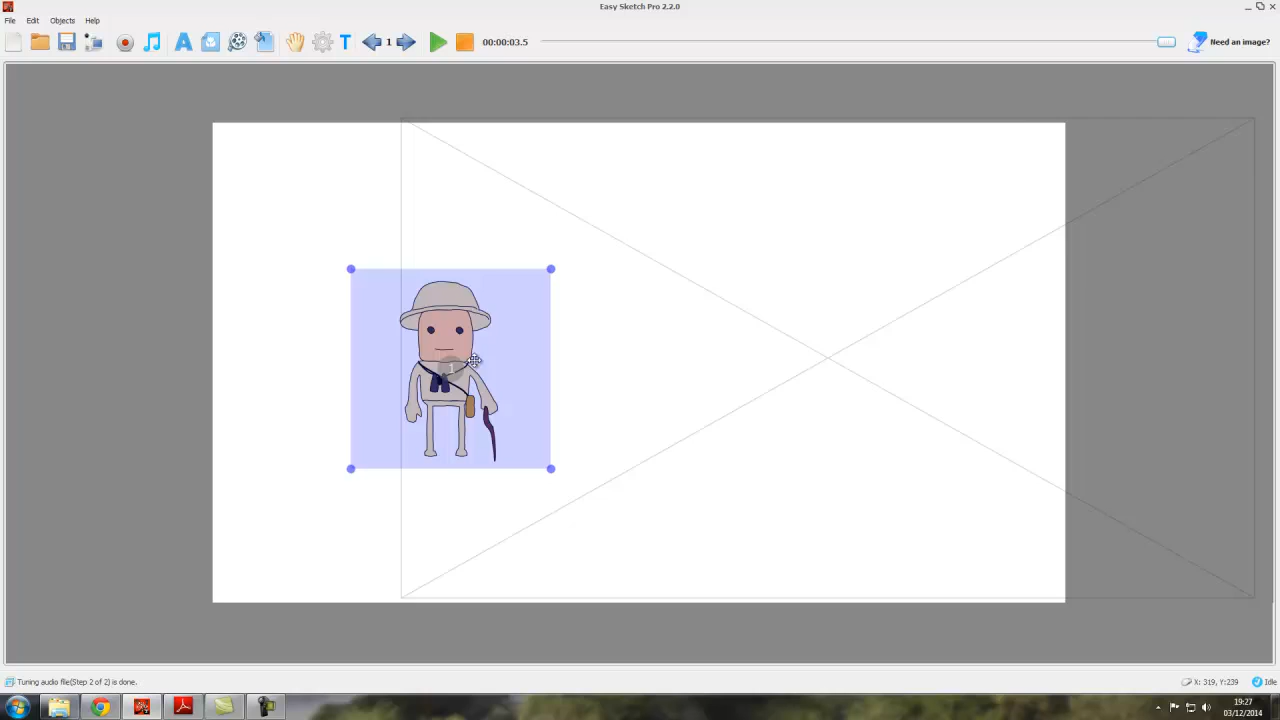 Easy Sketch Pro 2.2.0
File Edit Objects Help
A T 1 00:00:03.5 Need an image?
1
Tuning audio file(Step 2 of 2) is done. X: 319, Y:239 Idle
19:27
03/12/2014